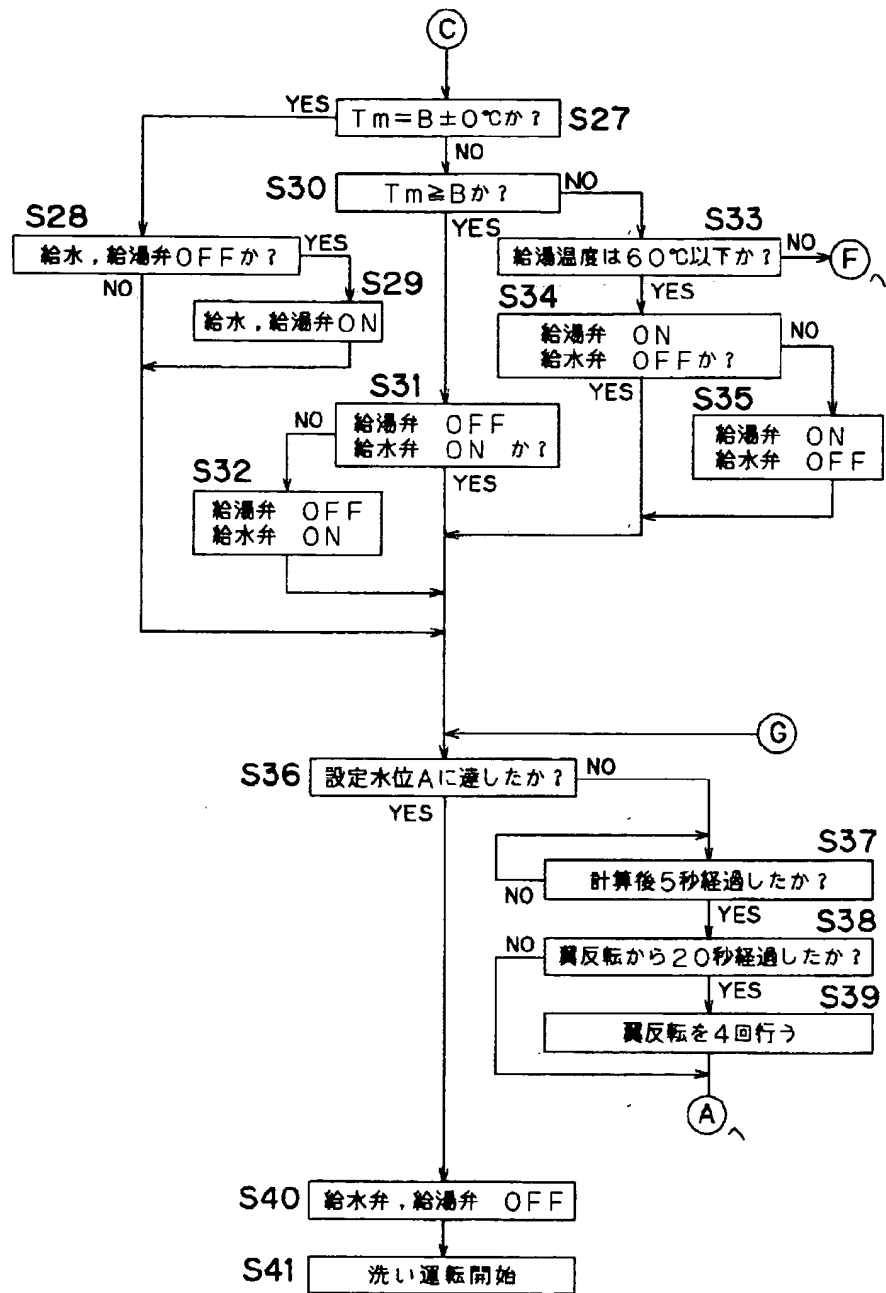 C
YES
Tm=B±0℃か?
S27
NO
S30
Tm≧Bか?
NO
S28
YES
S33
給水,給湯弁OFFか?
YES
給湯温度は60℃以下か?
NO
F
へ
NO
S29
S34
YES
給水,給湯弁ON
給湯弁 ON
給水弁 OFFか?
NO
S31
YES
S35
NO
給湯弁 OFF
給水弁 ON か?
給湯弁 ON
給水弁 OFF
S32
YES
給湯弁 OFF
給水弁 ON
G
S36
設定水位Aに達したか?
NO
YES
S37
計算後5秒経過したか?
NO
YES
S38
NO
翼反転から20秒経過したか?
YES
S39
翼反転を4回行う
A
へ
S40
給水弁,給湯弁 OFF
S41
洗い運転開始